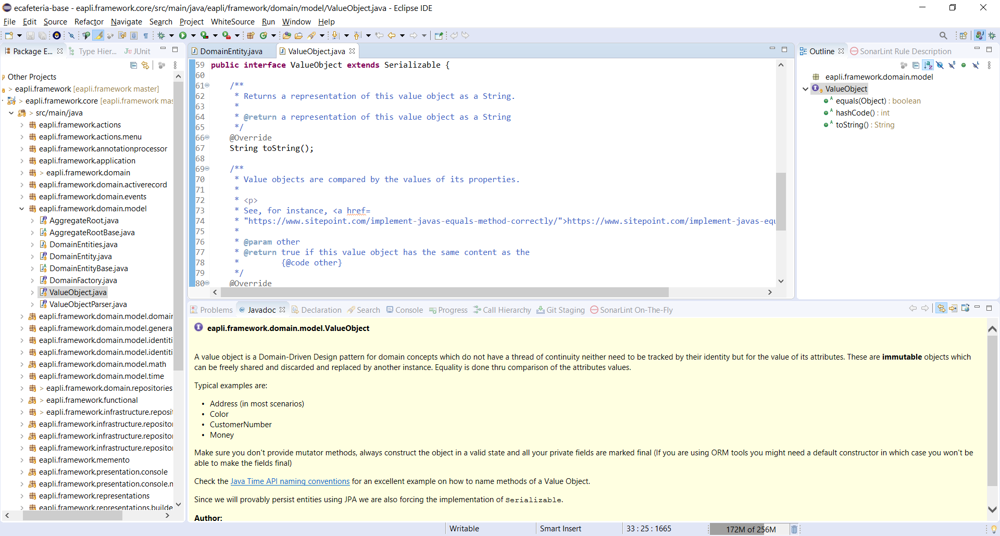 ecafeteria-base - eapli.framework.core/src/main/java/eapli/framework/domain/model/ValueObject.java - Eclipse IDE
File Edit Source Refactor Navigate Search Project WhiteSource Run Window Help
Package E... Type Hier... JUnit
Other Projects
> eapli.framework [eapli.framework master]
> eapli.framework.core [eapli.framework mas
> src/main/java
eapli.framework.actions
eapli.framework.actions.menu
eapli.framework.annotationprocessor
eapli.framework.application
> eapli.framework.domain
eapli.framework.domain.activerecord
eapli.framework.domain.events
eapli.framework.domain.model
AggregateRoot.java
AggregateRootBase.java
DomainEntities.java
DomainEntity.java
DomainEntityBase.java
DomainFactory.java
ValueObject.java
ValueObjectParser.java
eapli.framework.domain.model.domair
eapli.framework.domain.model.genera
eapli.framework.domain.model.identiti
eapli.framework.domain.model.identiti
eapli.framework.domain.model.math
eapli.framework.domain.model.time
> eapli.framework.domain.repositories
> eapli.framework.functional
> eapli.framework.infrastructure.reposit
eapli.framework.infrastructure.repositor
eapli.framework.infrastructure.repositor
eapli.framework.infrastructure.repositor
eapli.framework.memento
eapli.framework.presentation.console
eapli.framework.presentation.console.m
eapli.framework.representations
eapli.framework.representations.builde
DomainEntity.java ValueObject.java
59 public interface ValueObject extends Serializable {
60
61 /**
62 * Returns a representation of this value object as a String.
63 *
64 * @return a representation of this value object as a String
65 */
66 @Override
67 String toString();
68
69 /**
70 * Value objects are compared by the values of its properties.
71 *
72 * <p>
73 * See, for instance, <a href=
74 * "https://www.sitepoint.com/implement-javas-equals-method-correctly/">https://www.sitepoint.com/implement-javas-equ
75 *
76 * @param other
77 * @return true if this value object has the same content as the
78 * {@code other}
79 */
80 @Override
Outline SonarLint Rule Description
eapli.framework.domain.model
ValueObject
equals(Object) : boolean
hashCode() : int
toString() : String
Problems Javadoc Declaration Search Console Progress Call Hierarchy Git Staging SonarLint On-The-Fly
eapli.framework.domain.model.ValueObject
A value object is a Domain-Driven Design pattern for domain concepts which do not have a thread of continuity neither need to be tracked by their identity but for the value of its attributes. These are immutable objects which
can be freely shared and discarded and replaced by another instance. Equality is done thru comparison of the attributes values.
Typical examples are:
• Address (in most scenarios)
• Color
• CustomerNumber
• Money
Make sure you don't provide mutator methods, always construct the object in a valid state and all your private fields are marked final (If you are using ORM tools you might need a default constructor in which case you won't be
able to make the fields final)
Check the Java Time API naming conventions for an excellent example on how to name methods of a Value Object.
Since we will provably persist entities using JPA we are also forcing the implementation of Serializable.
Author:
Writable Smart Insert 33 : 25 : 1665 172M of 256M